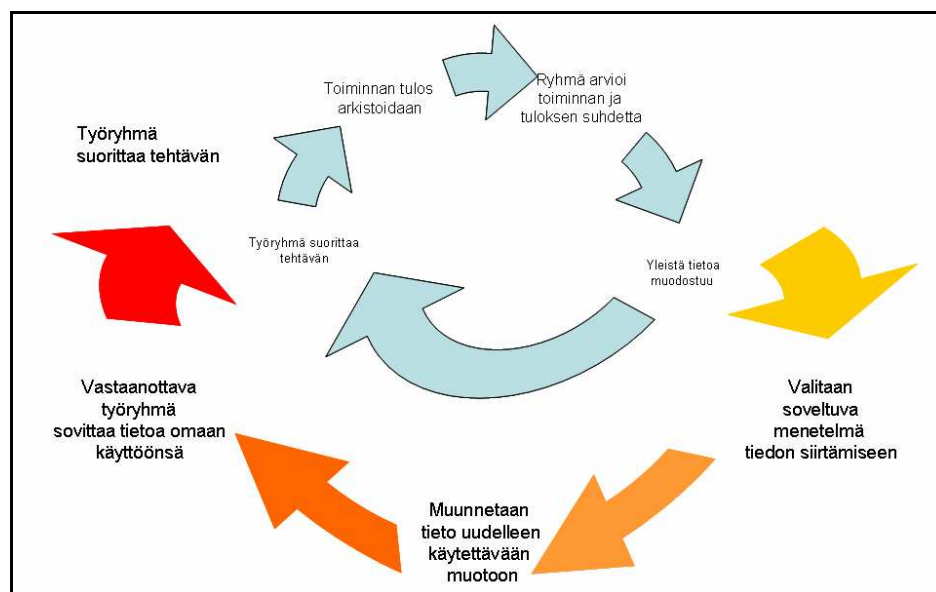 Toiminnan tulos
arkistoidaan
Ryhmä arvioi
toiminnan ja
tuloksen suhdetta
Työryhmä
suorittaa tehtävän
Työryhmä suorittaa
tehtävän
Yleistä tietoa
muodostuu
Vastaanottava
työryhmä
sovittaa tietoa omaan
käyttöönsä
Valitaan
soveltuva
menetelmä
tiedon siirtämiseen
Muunnetaan
tieto uudelleen
käytettävään
muotoon